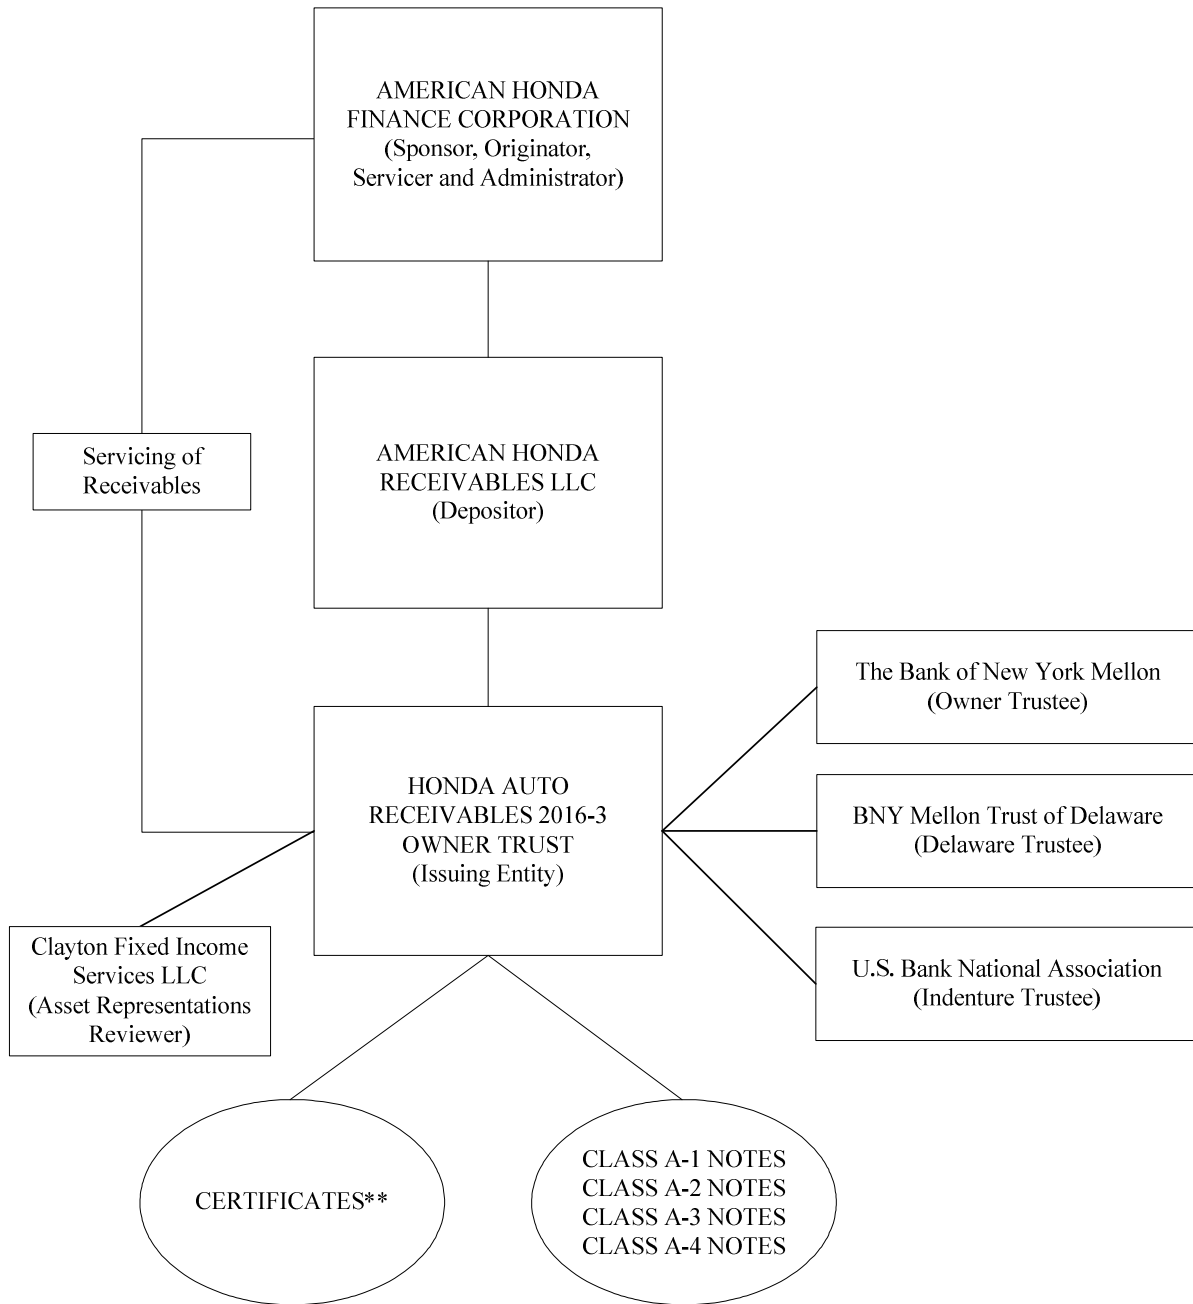 AMERICAN HONDA
FINANCE CORPORATION
(Sponsor, Originator,
Servicer and Administrator)
Servicing of
Receivables
AMERICAN HONDA
RECEIVABLES LLC
(Depositor)
HONDA AUTO
RECEIVABLES 2016-3
OWNER TRUST
(Issuing Entity)
The Bank of New York Mellon
(Owner Trustee)
BNY Mellon Trust of Delaware
(Delaware Trustee)
U.S. Bank National Association
(Indenture Trustee)
Clayton Fixed Income
Services LLC
(Asset Representations
Reviewer)
CERTIFICATES**
CLASS A-1 NOTES
CLASS A-2 NOTES
CLASS A-3 NOTES
CLASS A-4 NOTES